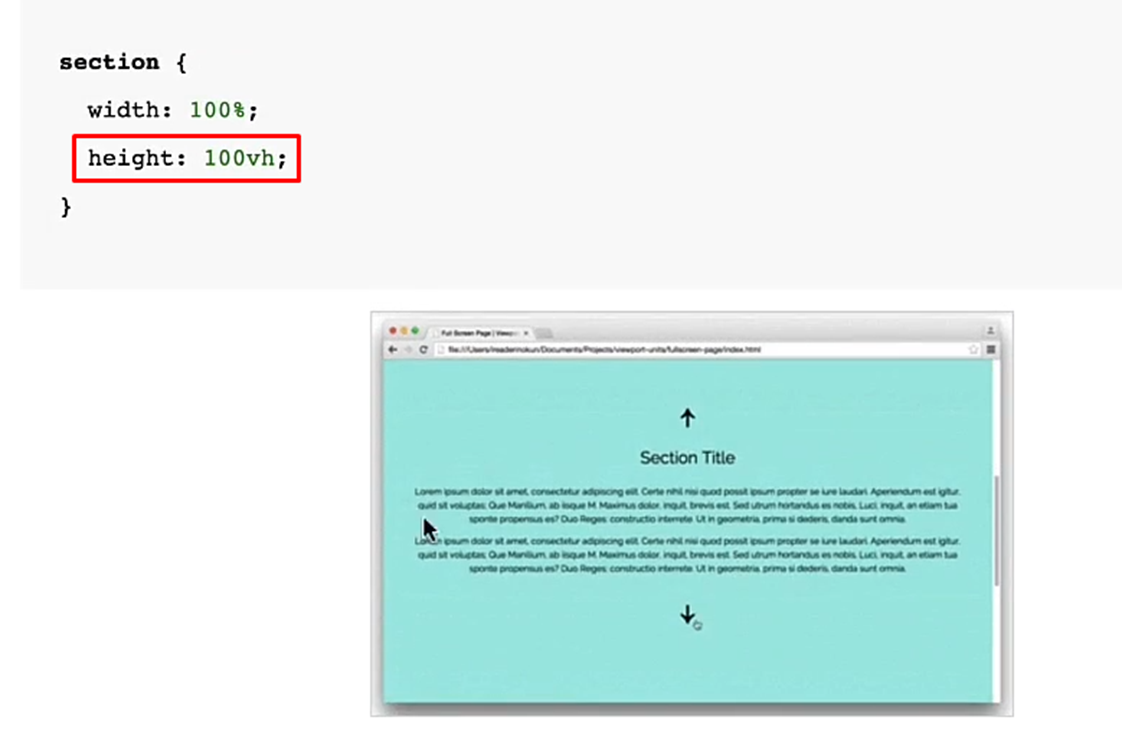 section {
width: 100%;
height: 100vh;
}
Full Screen Page | Viewpo
file:///Users/ireaderinokun/Documents/Projects/viewport-units/fullscreen-page/index.html
Section Title
Lorem ipsum dolor sit amet, consectetur adipiscing elit. Certe nihil nisi quod possit ipsum propter se iure laudari. Aperiendum est igitur,
quid sit voluptas; Que Manilium, ab iisque M. Maximus dolor, inquit, brevis est. Sed utrum hortandus es nobis, Luci, inquit, an etiam tua
sponte propensus es? Duo Reges: constructio interrete. Ut in geometria, prima si dederis, danda sunt omnia.
Lorem ipsum dolor sit amet, consectetur adipiscing elit. Certe nihil nisi quod possit ipsum propter se iure laudari. Aperiendum est igitur,
quid sit voluptas; Que Manilium, ab iisque M. Maximus dolor, inquit, brevis est. Sed utrum hortandus es nobis, Luci, inquit, an etiam tua
sponte propensus es? Duo Reges: constructio interrete. Ut in geometria, prima si dederis, danda sunt omnia.